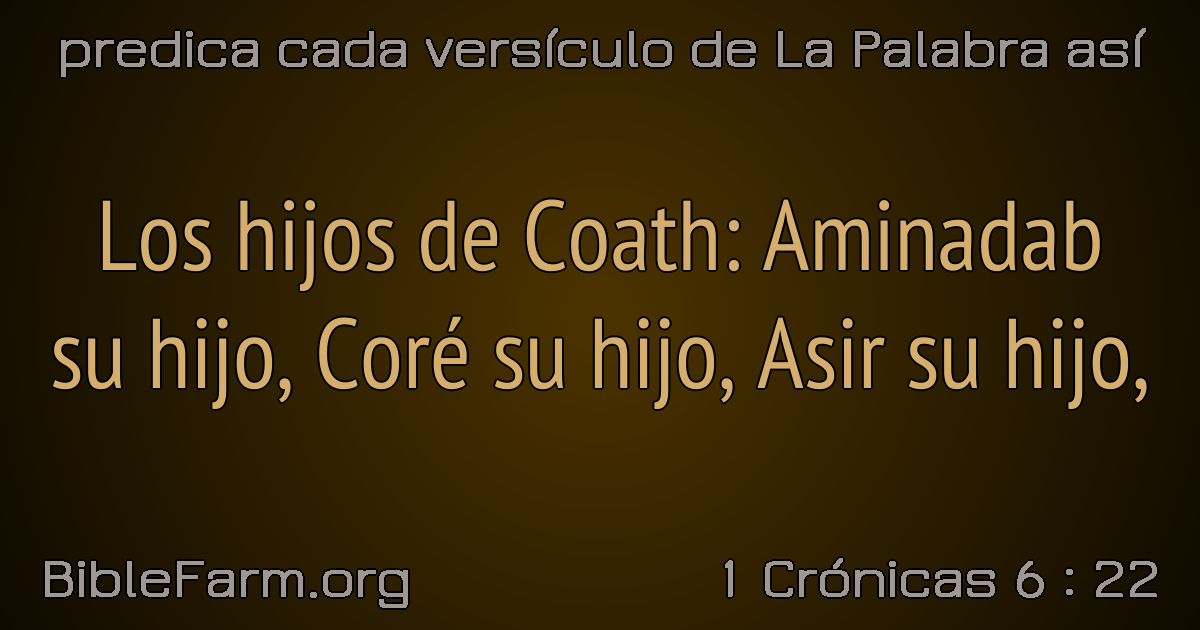 predica cada versículo de La Palabra así
Los hijos de Coath: Aminadab
su hijo, Coré su hijo, Asir su hijo,
BibleFarm.org
1 Crónicas 6 : 22